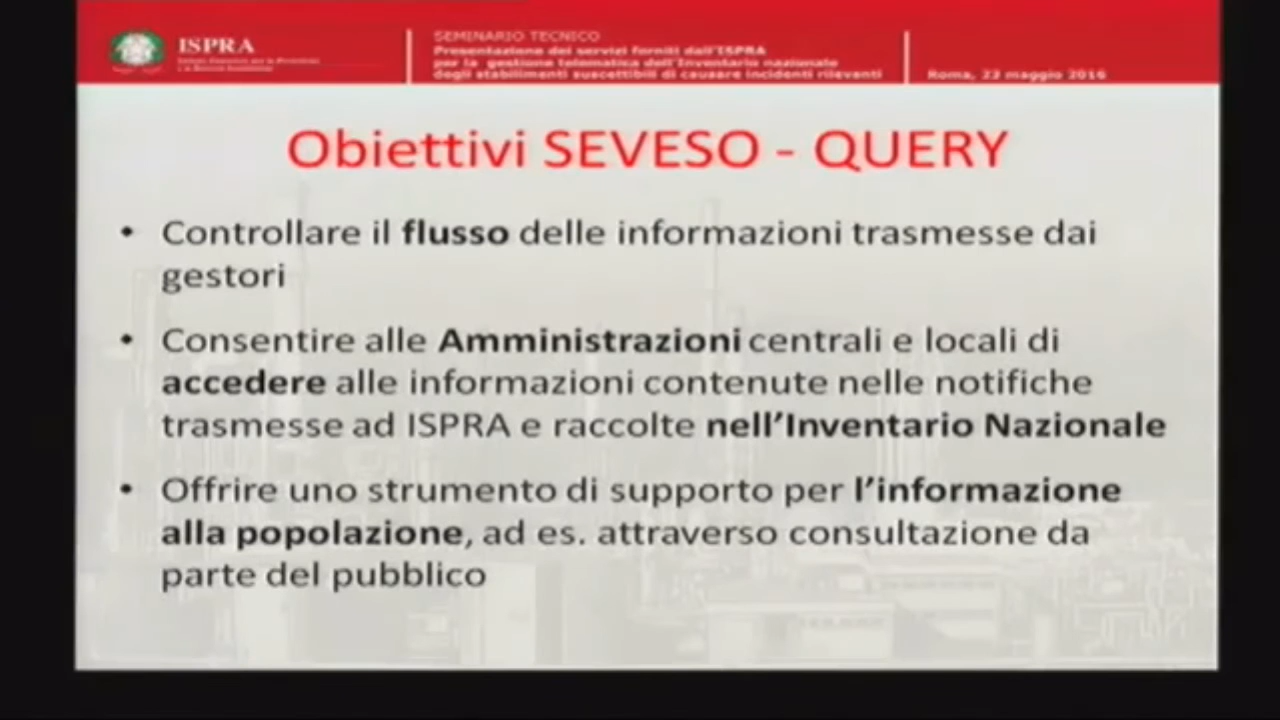 ISPRA
SEMINARIO TECNICO
Presentazione dei servizi forniti dall'ISPRA
per la gestione telematica dell'Inventario nazionale
degli stabilimenti suscettibili di causare incidenti rilevanti
Roma, 23 maggio 2016
Obiettivi SEVESO - QUERY
• Controllare il flusso delle informazioni trasmesse dai
gestori
• Consentire alle Amministrazioni centrali e locali di
accedere alle informazioni contenute nelle notifiche
trasmesse ad ISPRA e raccolte nell'Inventario Nazionale
• Offrire uno strumento di supporto per l'informazione
alla popolazione, ad es. attraverso consultazione da
parte del pubblico